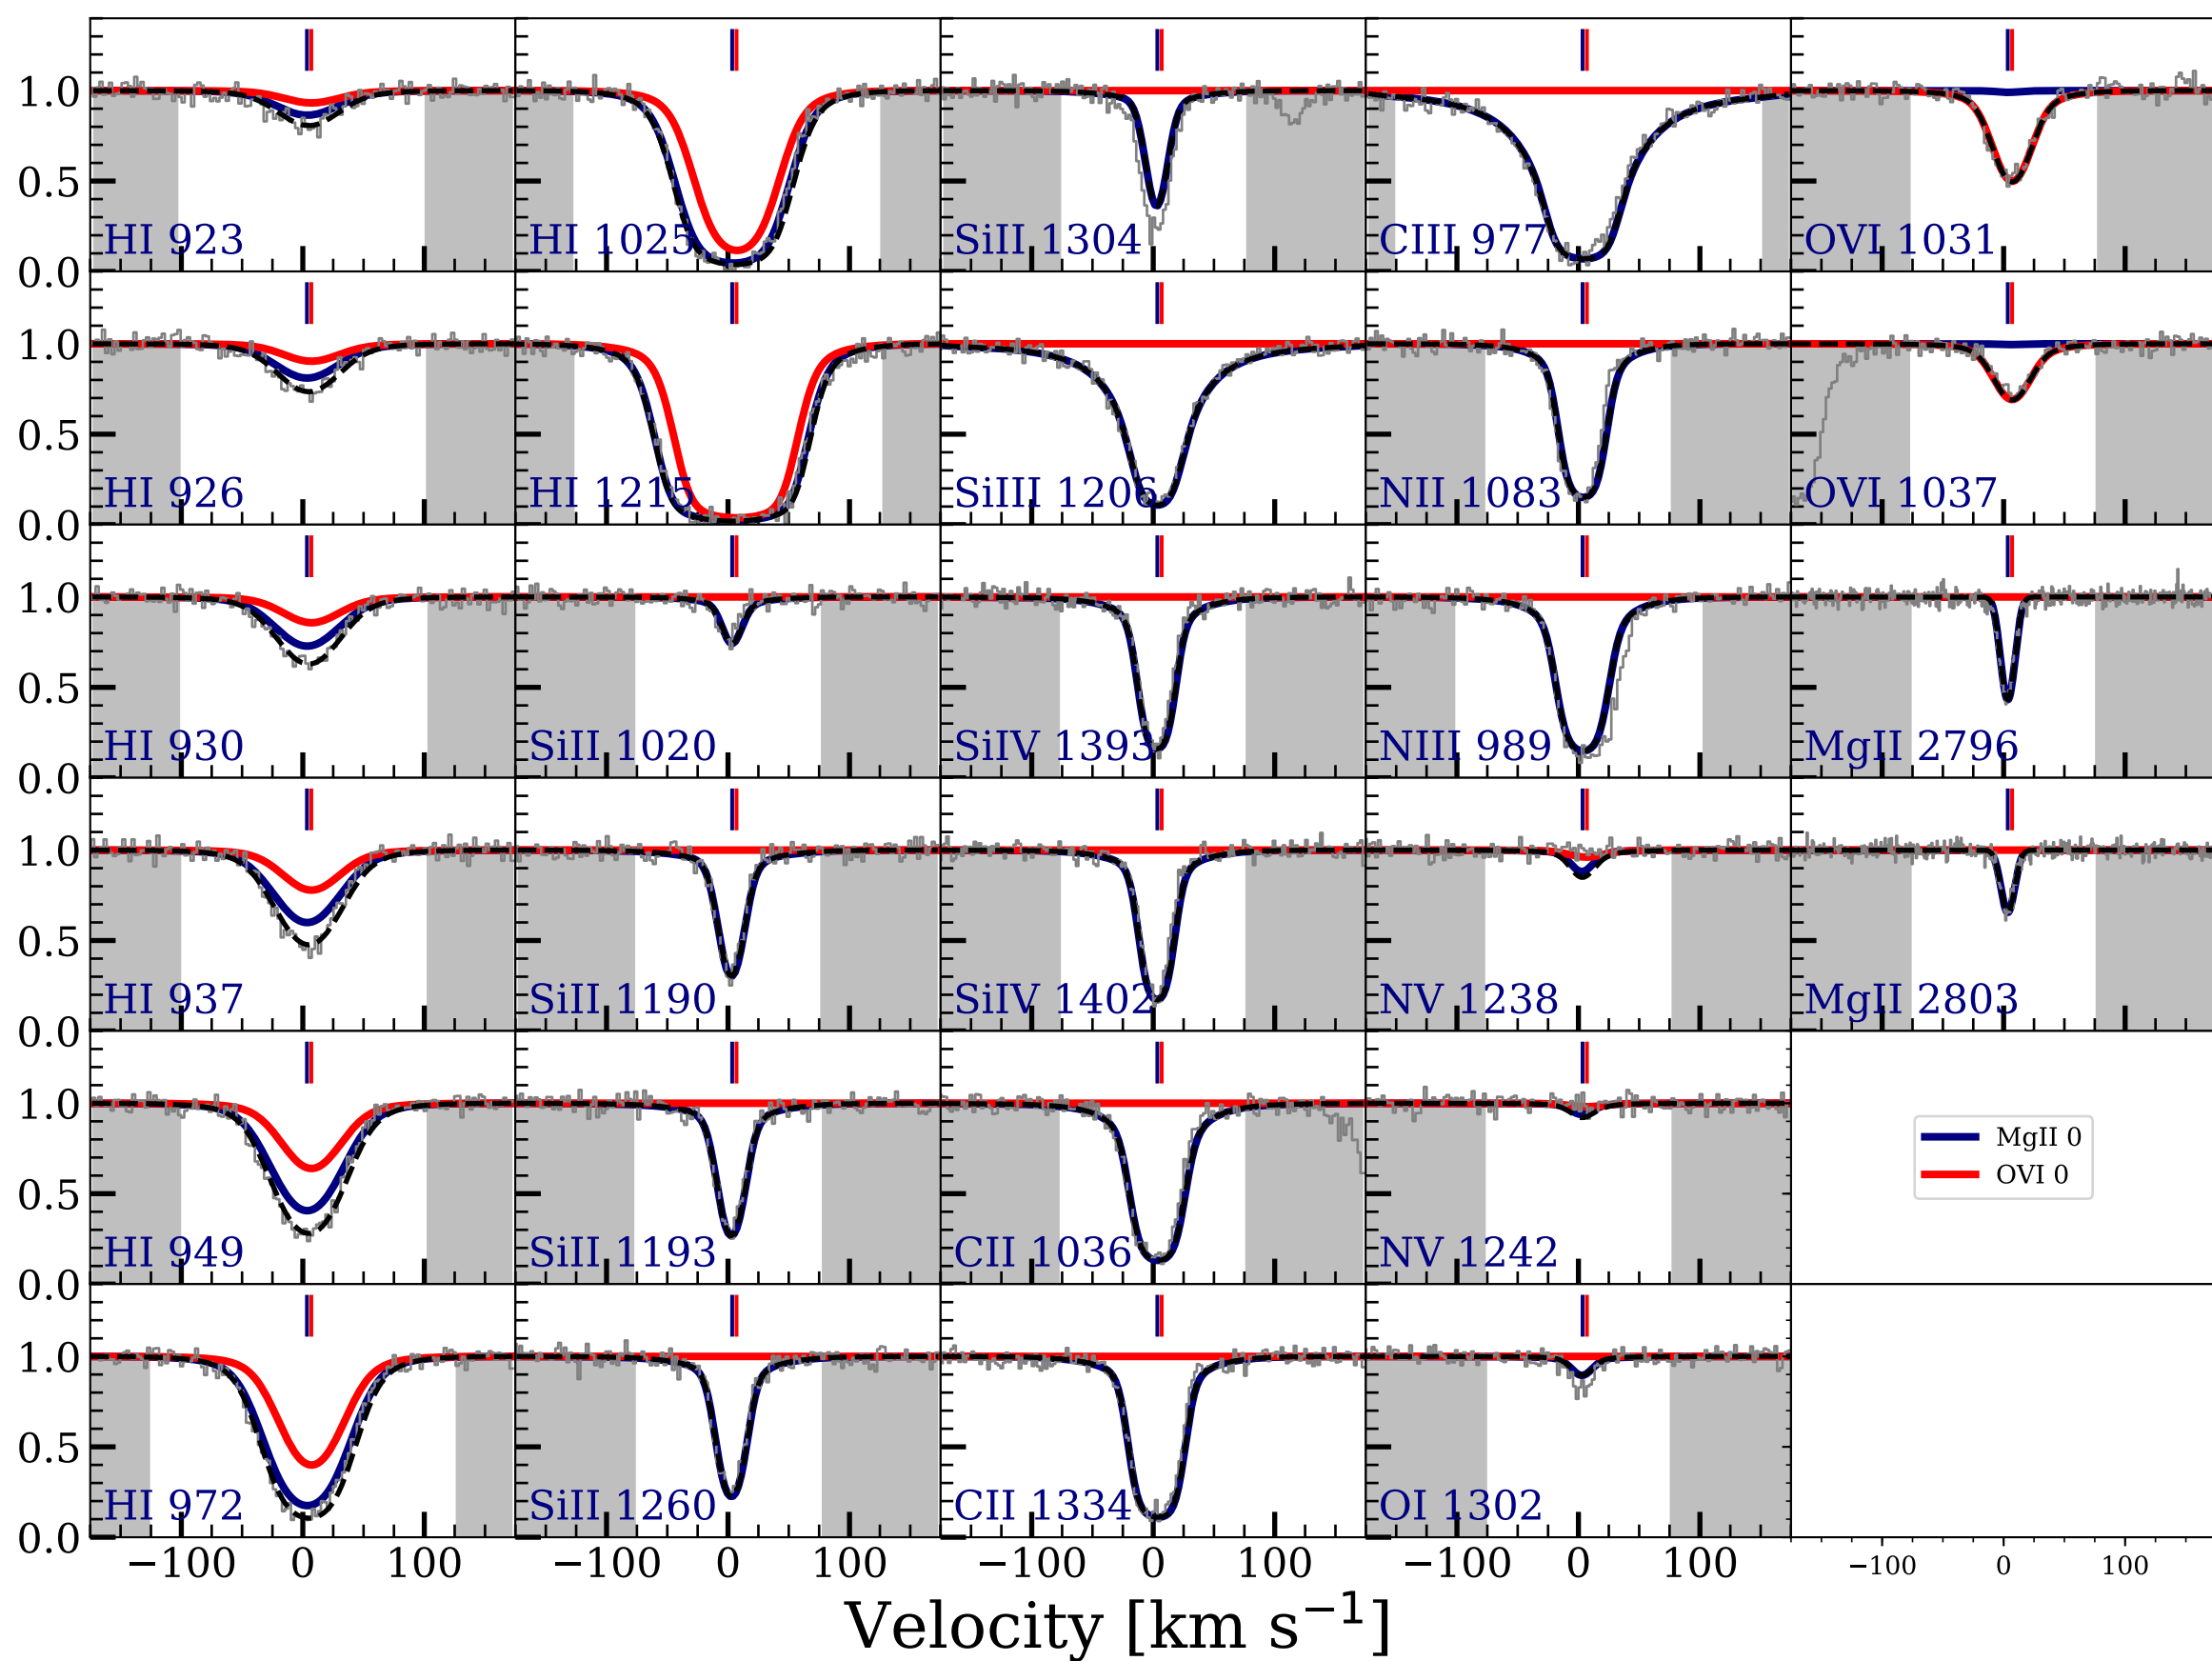 1.0
0.5
0.0
HI 923
HI 1025
SiII 1304
CIII 977
OVI 1031
1.0
0.5
0.0
HI 926
HI 1215
SiIII 1206
NII 1083
OVI 1037
1.0
0.5
0.0
HI 930
SiII 1020
SiIV 1393
NIII 989
MgII 2796
1.0
0.5
0.0
HI 937
SiII 1190
SiIV 1402
NV 1238
MgII 2803
1.0
0.5
0.0
HI 949
SiII 1193
CII 1036
NV 1242
MgII 0
OVI 0
1.0
0.5
0.0
HI 972
SiII 1260
CII 1334
OI 1302
−100 0 100 −100 0 100 −100 0 100 −100 0 100 −100 0 100
Velocity [km s⁻¹]